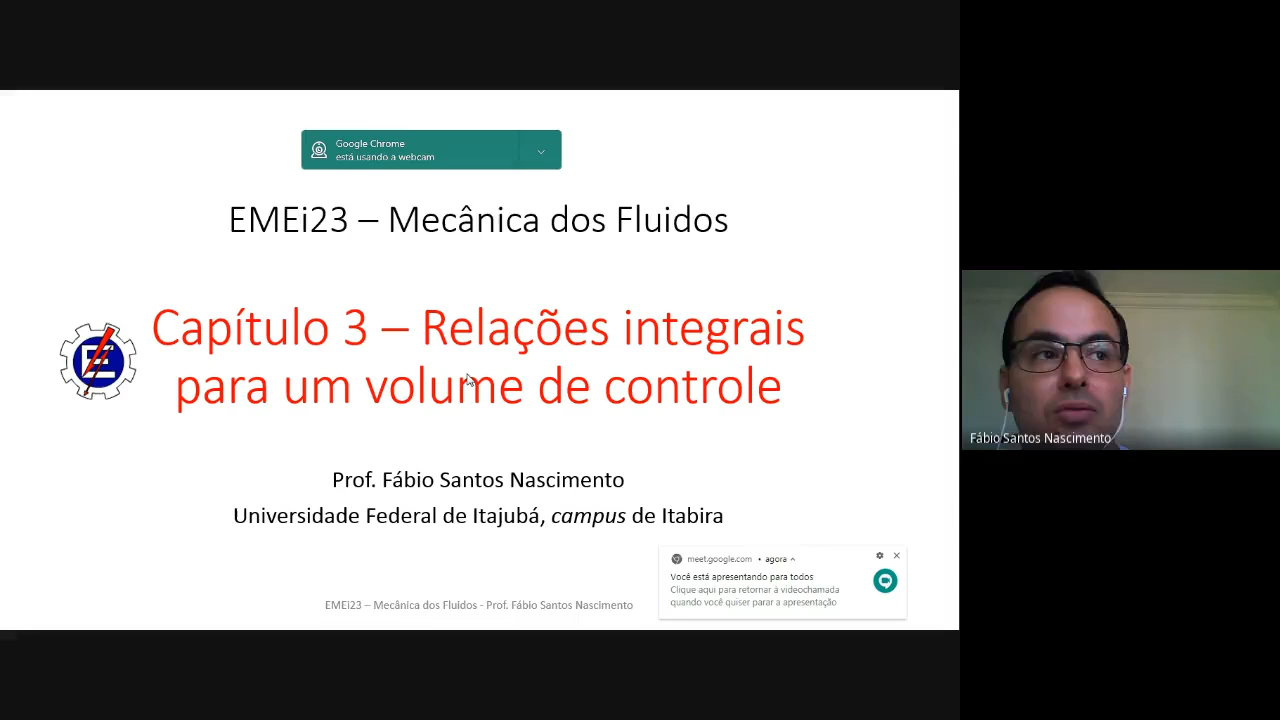 Google Chrome
está usando a webcam
EMEi23 – Mecânica dos Fluidos
Capítulo 3 – Relações integrais
para um volume de controle
E
Prof. Fábio Santos Nascimento
Universidade Federal de Itajubá, campus de Itabira
meet.google.com • agora
Você está apresentando para todos
Clique aqui para retornar à videochamada
quando você quiser parar a apresentação
EMEi23 – Mecânica dos Fluidos - Prof. Fábio Santos Nascimento
Fábio Santos Nascimento